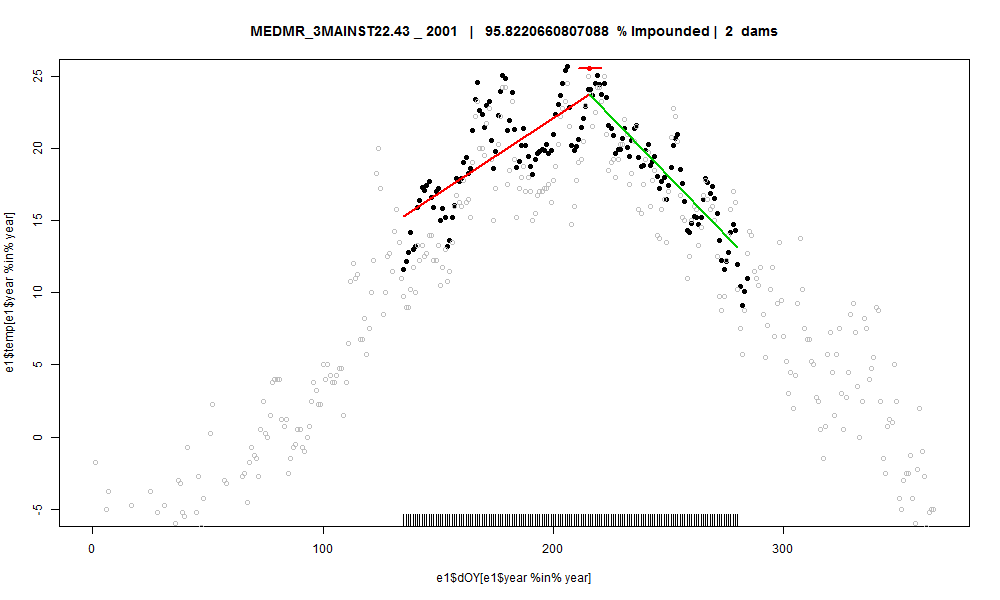 MEDMR_3MAINST22.43 _ 2001 | 95.8220660807088 % Impounded | 2 dams
25
20
15
10
5
0
-5
e1$temp[e1$year %in% year]
0 100 200 300
e1$dOY[e1$year %in% year]